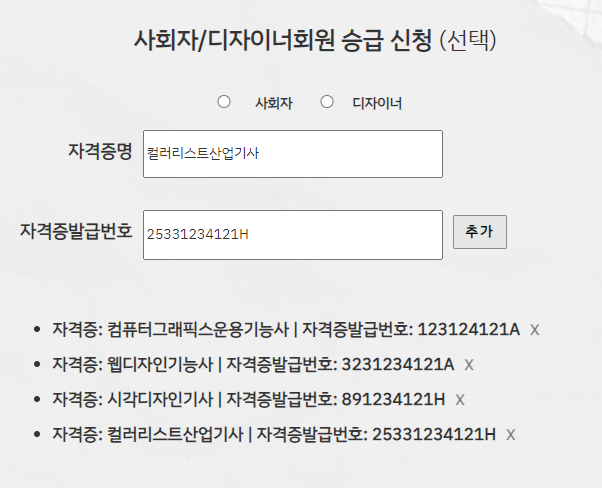 사회자/디자이너회원 승급 신청 (선택)
사회자 디자이너
자격증명 컬러리스트산업기사
자격증발급번호 25331234121H 추가
자격증: 컴퓨터그래픽스운용기능사 | 자격증발급번호: 123124121A X
자격증: 웹디자인기능사 | 자격증발급번호: 3231234121A X
자격증: 시각디자인기사 | 자격증발급번호: 891234121H X
자격증: 컬러리스트산업기사 | 자격증발급번호: 25331234121H X